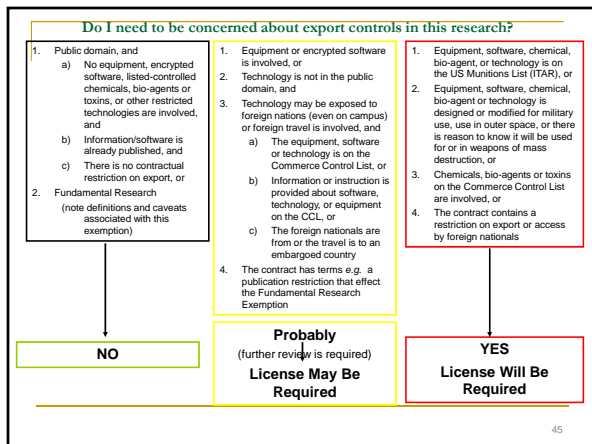 Do I need to be concerned about export controls in this research?
1. Public domain, and
a) No equipment, encrypted
software, listed-controlled
chemicals, bio-agents or
toxins, or other restricted
technologies are involved,
and
b) Information/software is
already published, and
c) There is no contractual
restriction on export, or
2. Fundamental Research
(note definitions and caveats
associated with this
exemption)
NO
1. Equipment or encrypted software
is involved, or
2. Technology is not in the public
domain, and
3. Technology may be exposed to
foreign nations (even on campus)
or foreign travel is involved, and
a) The equipment, software
or technology is on the
Commerce Control List, or
b) Information or instruction is
provided about software,
technology, or equipment
on the CCL, or
c) The foreign nationals are
from or the travel is to an
embargoed country
4. The contract has terms e.g. a
publication restriction that effect
the Fundamental Research
Exemption
Probably
(further review is required)
License May Be
Required
1. Equipment, software, chemical,
bio-agent, or technology is on
the US Munitions List (ITAR), or
2. Equipment, software, chemical,
bio-agent or technology is
designed or modified for military
use, use in outer space, or there
is reason to know it will be used
for or in weapons of mass
destruction, or
3. Chemicals, bio-agents or toxins
on the Commerce Control List
are involved, or
4. The contract contains a
restriction on export or access
by foreign nationals
YES
License Will Be
Required
45